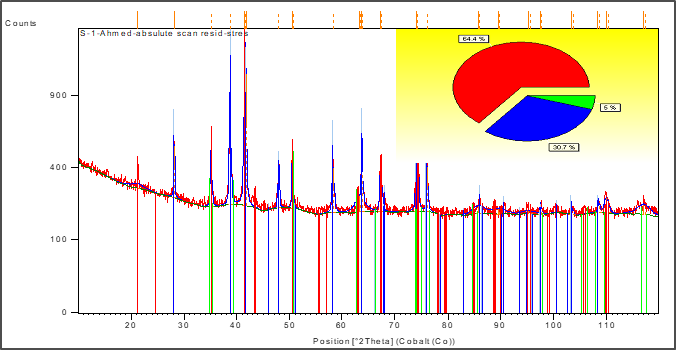 Counts
S-1-Ahmed-absulute scan resid-stres
64.4 %
5 %
30.7 %
900
400
100
0
20 30 40 50 60 70 80 90 100 110
Position [°2Theta] (Cobalt (Co))